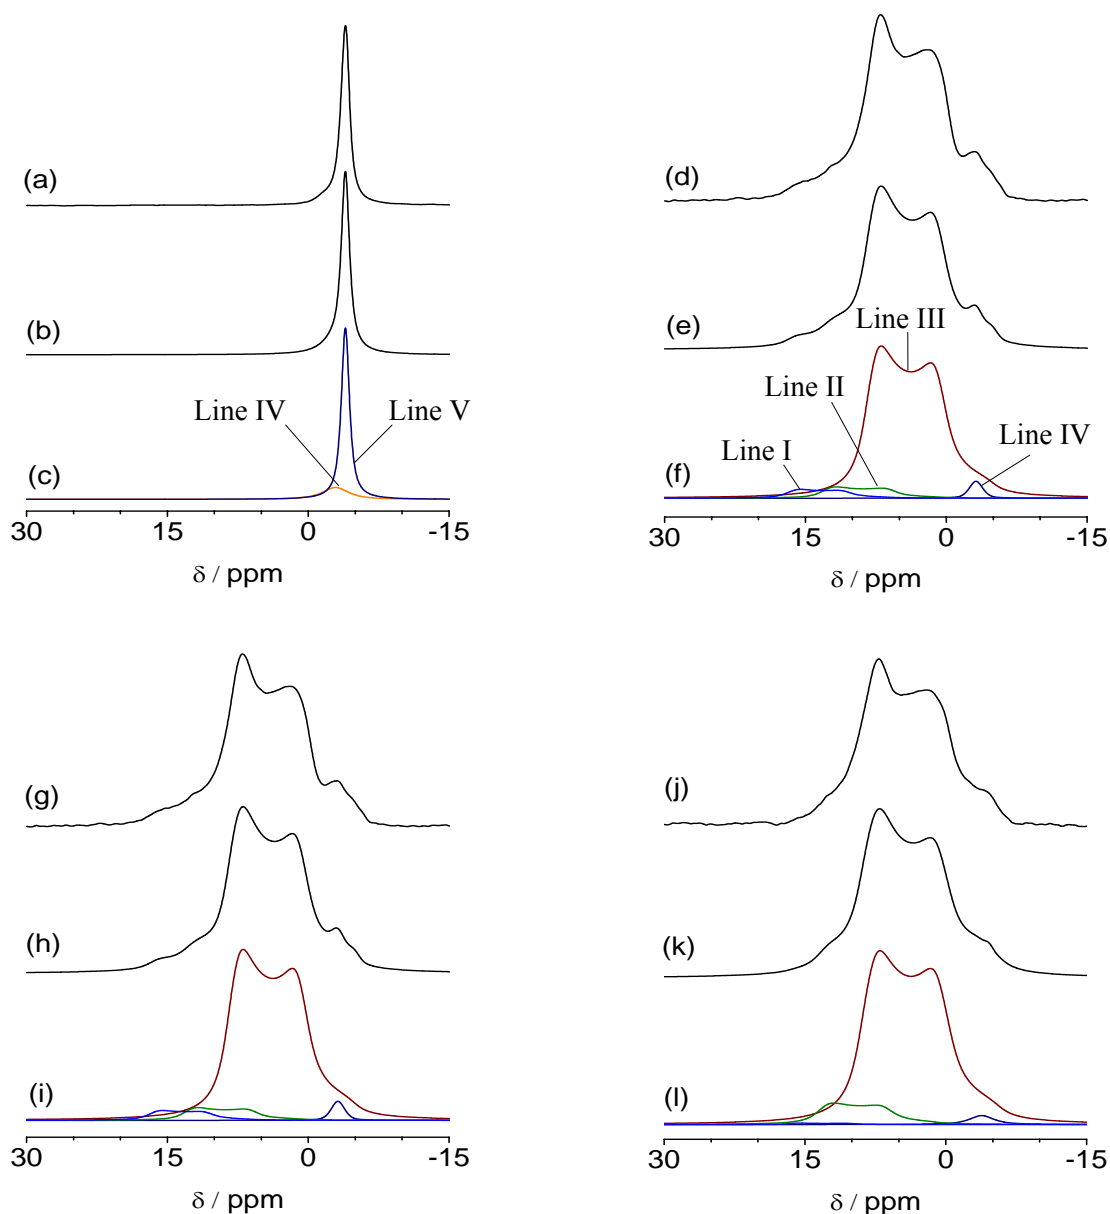 (a)
(b)
Line IV
Line V
(c)
30
15
0
-15
δ / ppm
(d)
(e)
Line III
Line II
Line I
Line IV
(f)
30
15
0
-15
δ / ppm
(g)
(h)
(i)
30
15
0
-15
δ / ppm
(j)
(k)
(l)
30
15
0
-15
δ / ppm